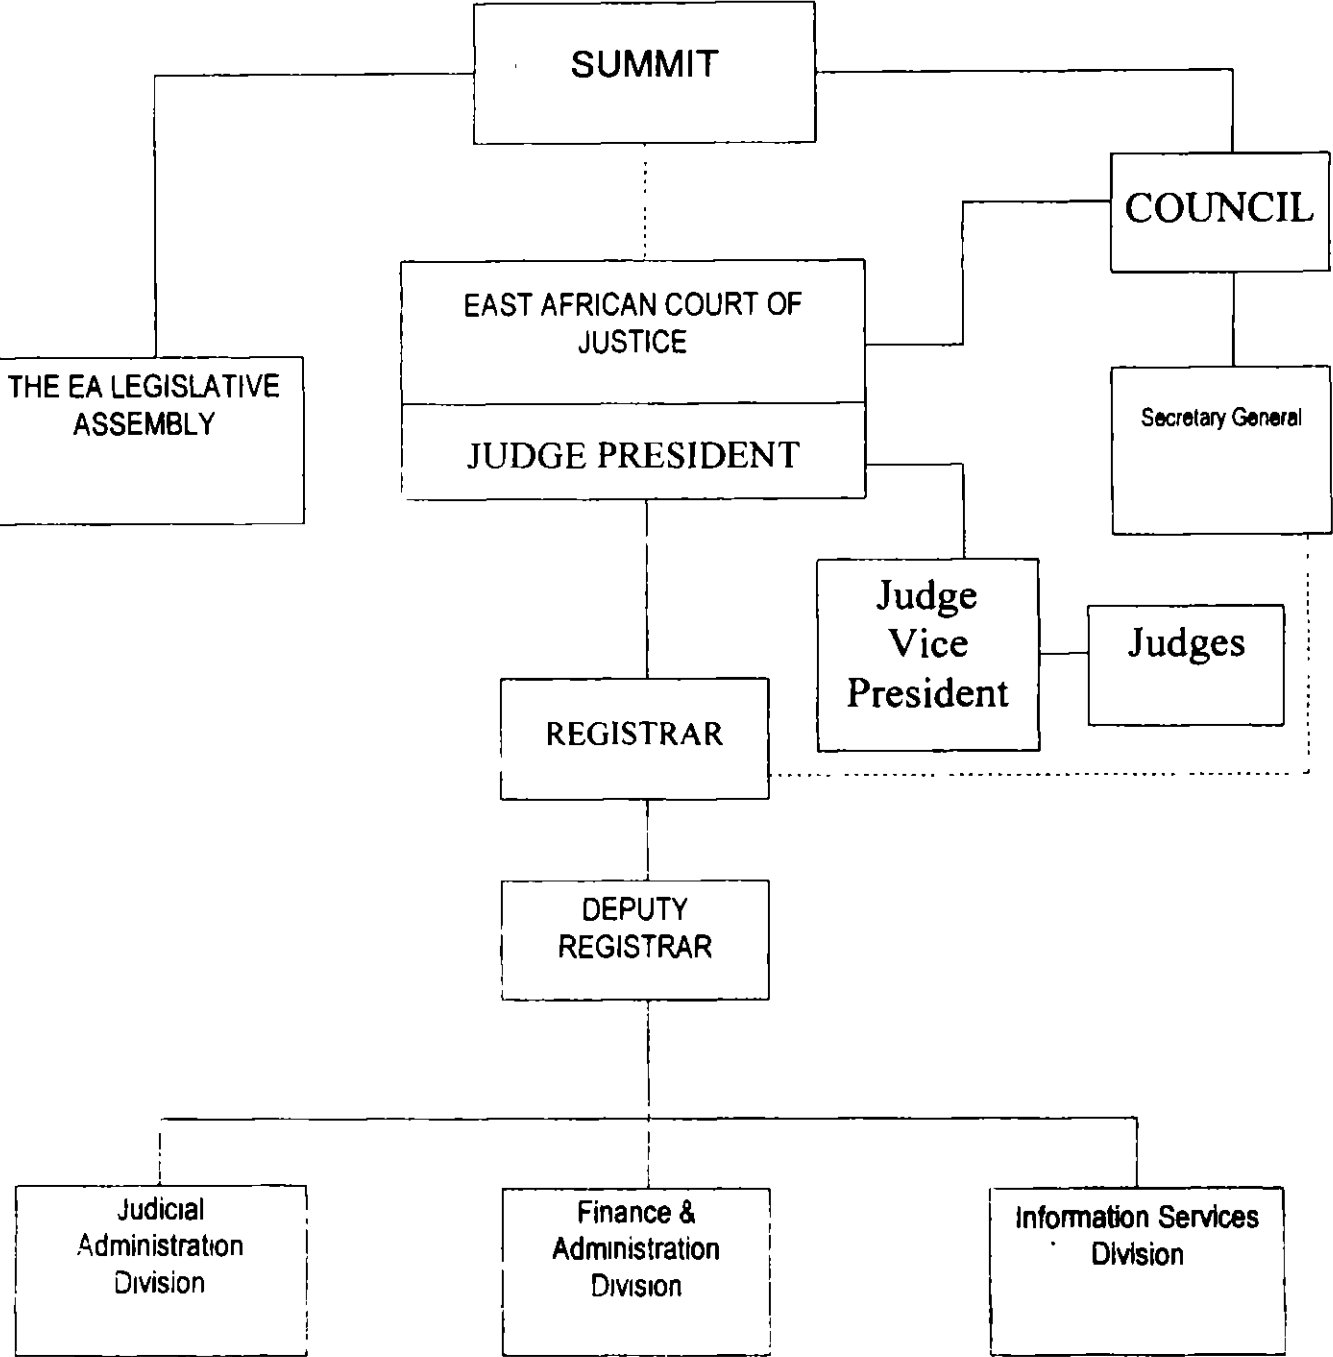 SUMMIT
COUNCIL
EAST AFRICAN COURT OF
JUSTICE
THE EA LEGISLATIVE
ASSEMBLY
Secretary General
JUDGE PRESIDENT
Judge
Vice
President
Judges
REGISTRAR
DEPUTY
REGISTRAR
Judicial
Administration
Division
Finance &
Administration
Division
Information Services
Division